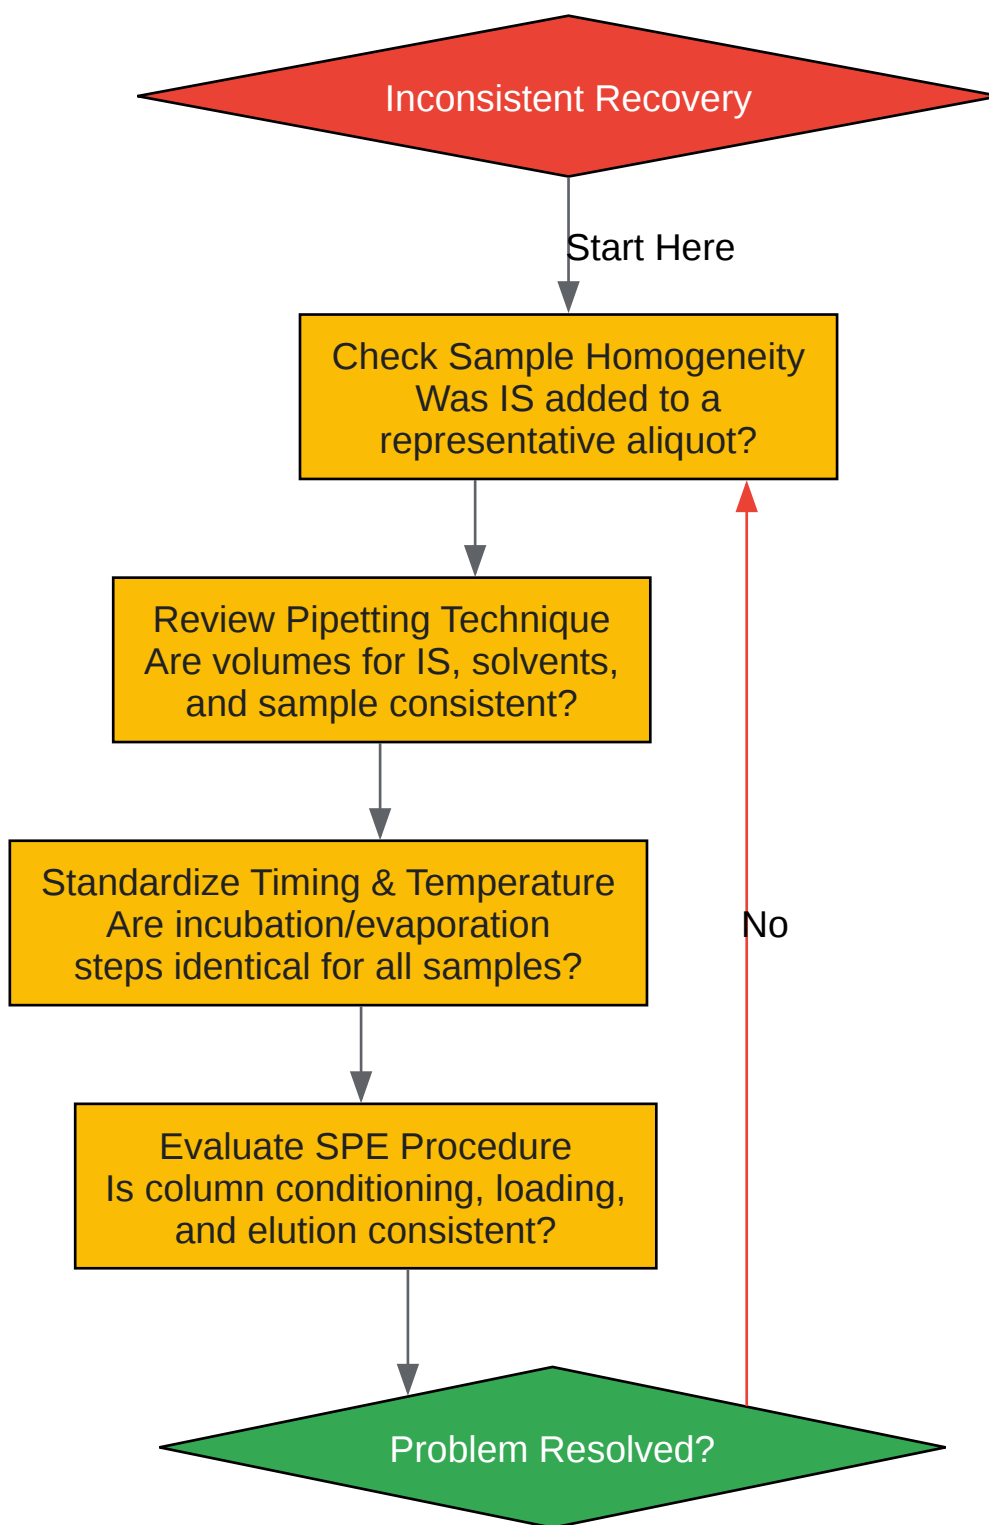 Inconsistent Recovery
Start Here
Check Sample Homogeneity
Was IS added to a
representative aliquot?
Review Pipetting Technique
Are volumes for IS, solvents,
and sample consistent?
Standardize Timing & Temperature
Are incubation/evaporation
steps identical for all samples?
No
Evaluate SPE Procedure
Is column conditioning, loading,
and elution consistent?
Problem Resolved?